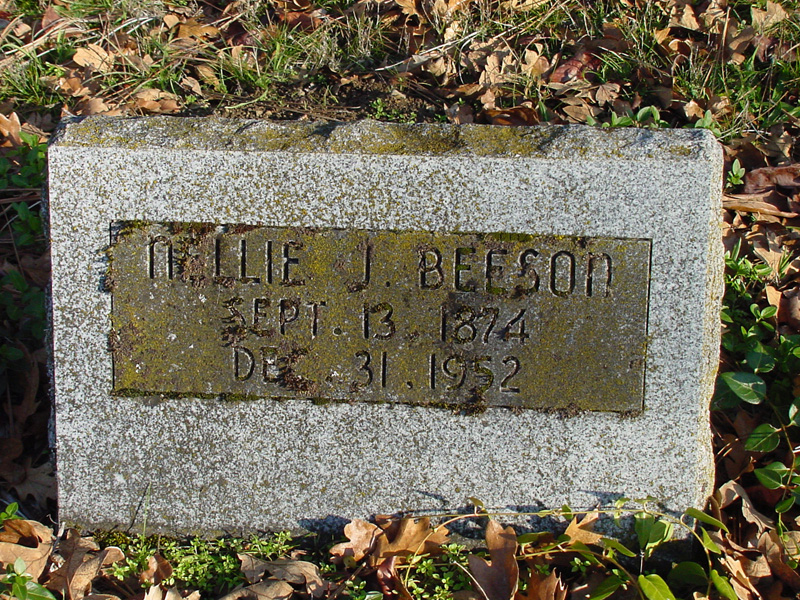 NELLIE J. BEESON
SEPT. 13. 1874
DEC. 31. 1952